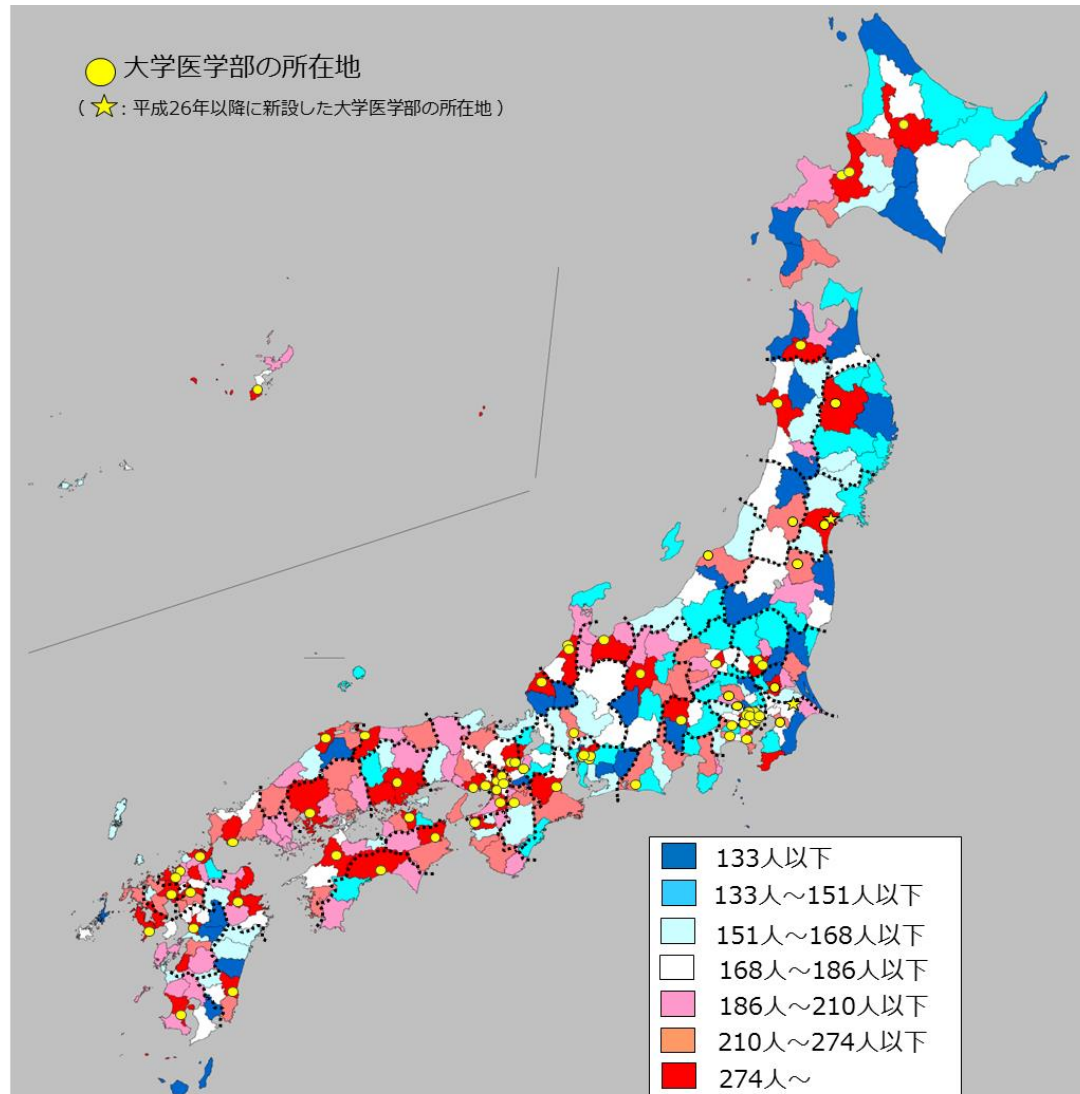 大学医学部の所在地
( ☆: 平成26年以降に新設した大学医学部の所在地 )
133人以下
133人～151人以下
151人～168人以下
168人～186人以下
186人～210人以下
210人～274人以下
274人～